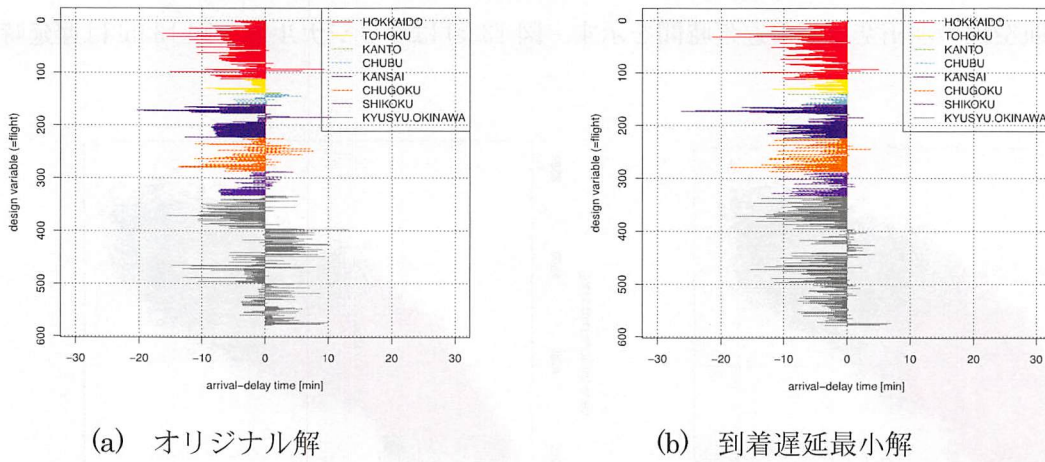 0
100
200
300
400
500
600
design variable (=flight)
HOKKAIDO
TOHOKU
KANTO
CHUBU
KANSAI
CHUGOKU
SHIKOKU
KYUSYU.OKINAWA
-30 -20 -10 0 10 20 30
arrival-delay time [min]
(a) オリジナル解
0
100
200
300
400
500
600
design variable (=flight)
HOKKAIDO
TOHOKU
KANTO
CHUBU
KANSAI
CHUGOKU
SHIKOKU
KYUSYU.OKINAWA
-30 -20 -10 0 10 20 30
arrival-delay time [min]
(b) 到着遅延最小解